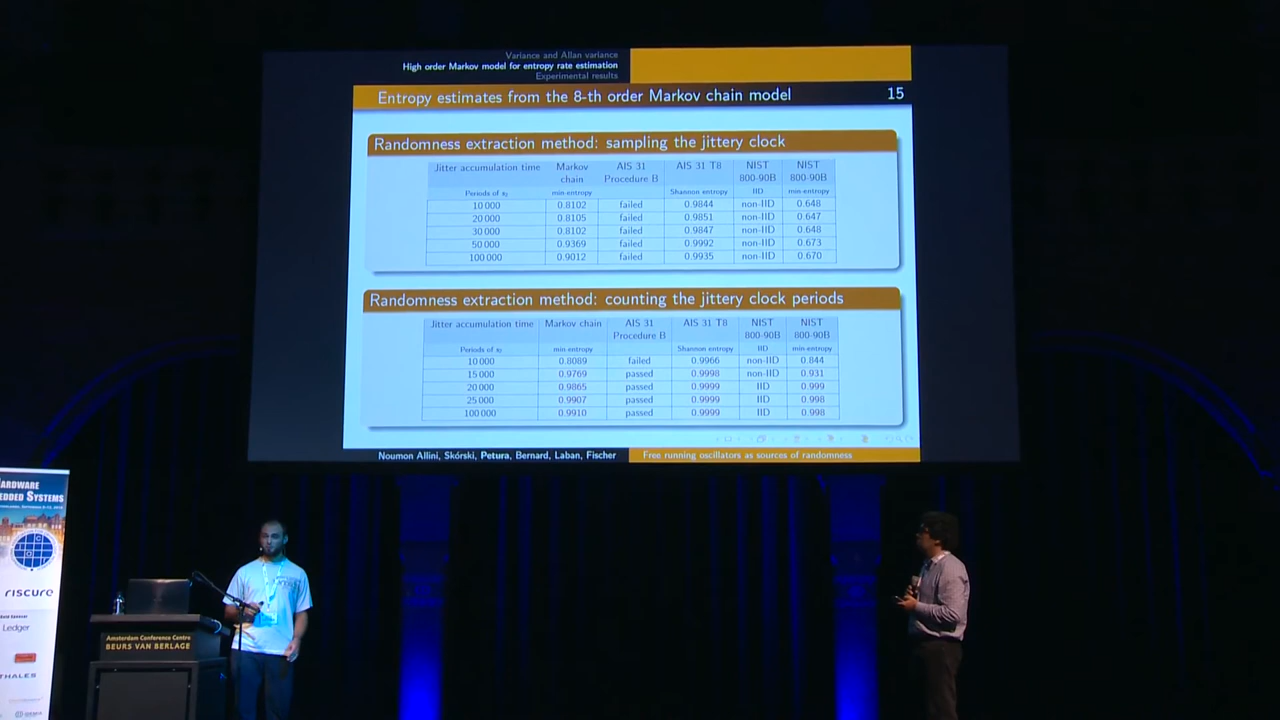 Variance and Allan variance
High order Markov model for entropy rate estimation
Experimental results
Entropy estimates from the 8-th order Markov chain model 15
Randomness extraction method: sampling the jittery clock
Jitter accumulation time Markov chain AIS 31 Procedure B AIS 31 T8 NIST 800-90B NIST 800-90B
Periods of s₂ min-entropy Shannon entropy IID min-entropy
10 000 0.8102 failed 0.9844 non-IID 0.648
20 000 0.8105 failed 0.9851 non-IID 0.647
30 000 0.8102 failed 0.9847 non-IID 0.648
50 000 0.9369 failed 0.9992 non-IID 0.673
100 000 0.9012 failed 0.9935 non-IID 0.670
Randomness extraction method: counting the jittery clock periods
Jitter accumulation time Markov chain AIS 31 Procedure B AIS 31 T8 NIST 800-90B NIST 800-90B
Periods of s₂ min-entropy Shannon entropy IID min-entropy
10 000 0.8089 failed 0.9966 non-IID 0.844
15 000 0.9769 passed 0.9998 non-IID 0.931
20 000 0.9865 passed 0.9999 IID 0.999
25 000 0.9907 passed 0.9999 IID 0.998
100 000 0.9910 passed 0.9999 IID 0.998
Noumon Allini, Skórski, Petura, Bernard, Laban, Fischer Free running oscillators as sources of randomness
ARDWARE
EDDED SYSTEMS
riscure
Ledger
THALES
Amsterdam Conference Centre
BEURS VAN BERLAGE